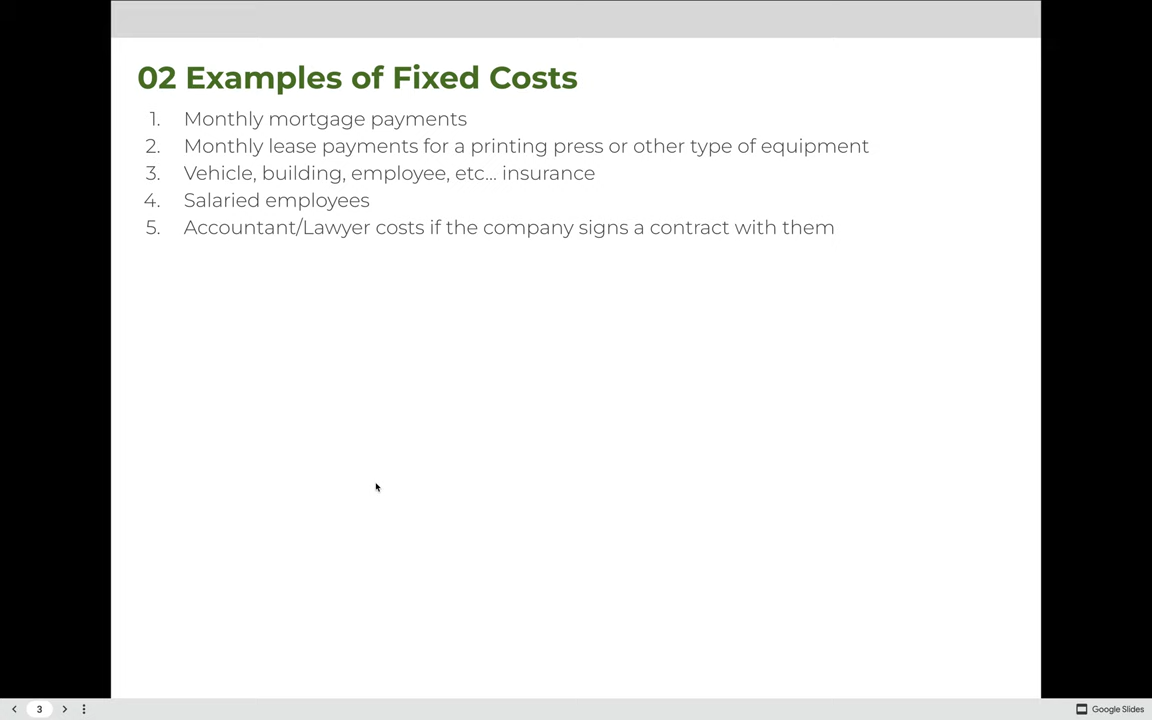 02 Examples of Fixed Costs
1. Monthly mortgage payments
2. Monthly lease payments for a printing press or other type of equipment
3. Vehicle, building, employee, etc... insurance
4. Salaried employees
5. Accountant/Lawyer costs if the company signs a contract with them
3
Google Slides